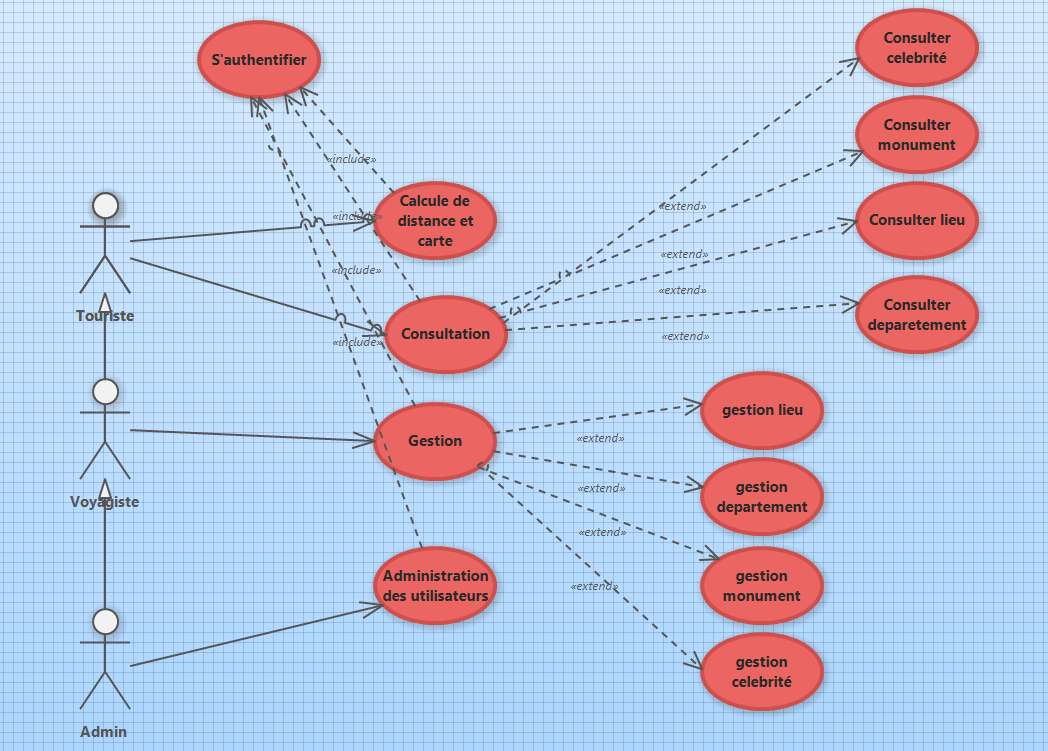 Consulter
celebrité
S'authentifier
Consulter
monument
«include»
Calcule de
distance et
carte
«extend»
«include»
Consulter lieu
«extend»
«include»
«extend»
Touriste
Consultation
Consulter
deparetement
«extend»
«include»
gestion lieu
Gestion
«extend»
Voyagiste
«extend»
gestion
departement
«extend»
Administration
des utilisateurs
«extend»
gestion
monument
gestion
celebrité
Admin